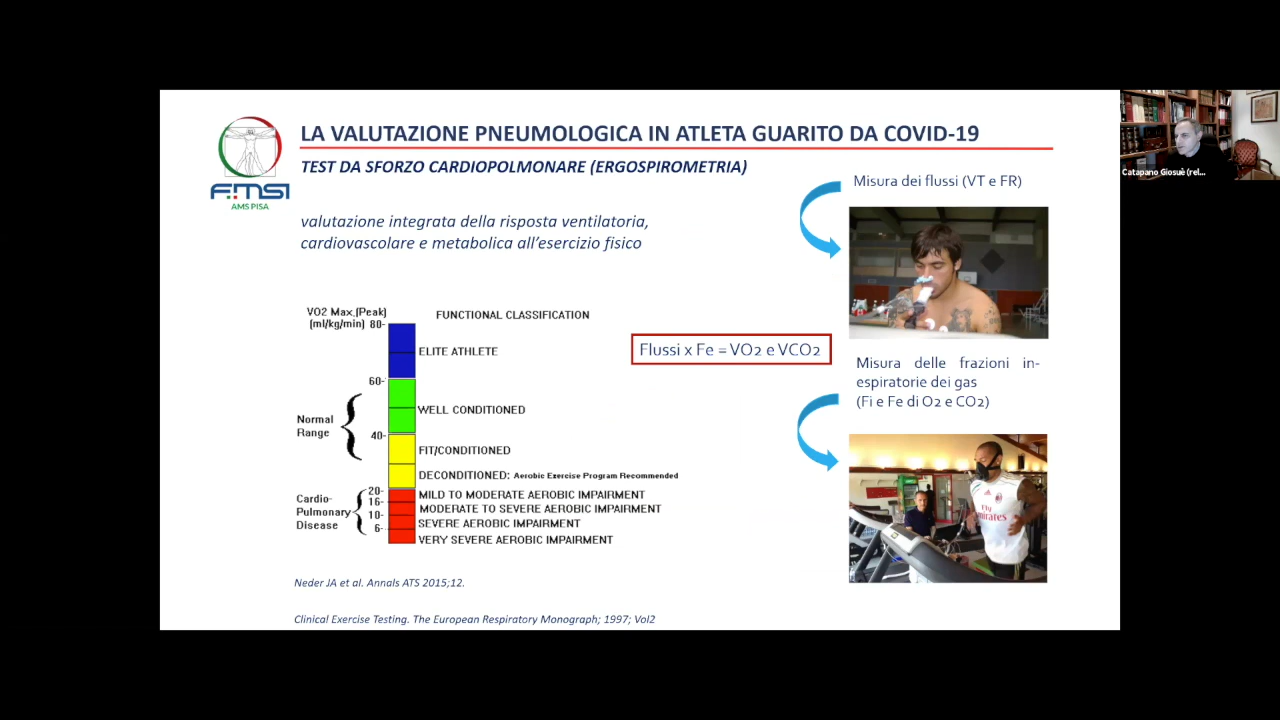 LA VALUTAZIONE PNEUMOLOGICA IN ATLETA GUARITO DA COVID-19
TEST DA SFORZO CARDIOPOLMONARE (ERGOSPIROMETRIA)
FMSI
AMS PISA
valutazione integrata della risposta ventilatoria,
cardiovascolare e metabolica all'esercizio fisico
Misura dei flussi (VT e FR)
VO2 Max.(Peak)
(ml/kg/min)
80-
FUNCTIONAL CLASSIFICATION
ELITE ATHLETE
60-
WELL CONDITIONED
Normal
Range
40-
FIT/CONDITIONED
DECONDITIONED: Aerobic Exercise Program Recommended
20-
MILD TO MODERATE AEROBIC IMPAIRMENT
Cardio-
Pulmonary
Disease
16-
MODERATE TO SEVERE AEROBIC IMPAIRMENT
10-
SEVERE AEROBIC IMPAIRMENT
6-
VERY SEVERE AEROBIC IMPAIRMENT
Flussi x Fe = VO2 e VCO2
Misura delle frazioni in-
espiratorie dei gas
(Fi e Fe di O2 e CO2)
Fly
Emirates
Neder JA et al. Annals ATS 2015;12.
Clinical Exercise Testing. The European Respiratory Monograph; 1997; Vol2
Catapano Giosuè (rel...